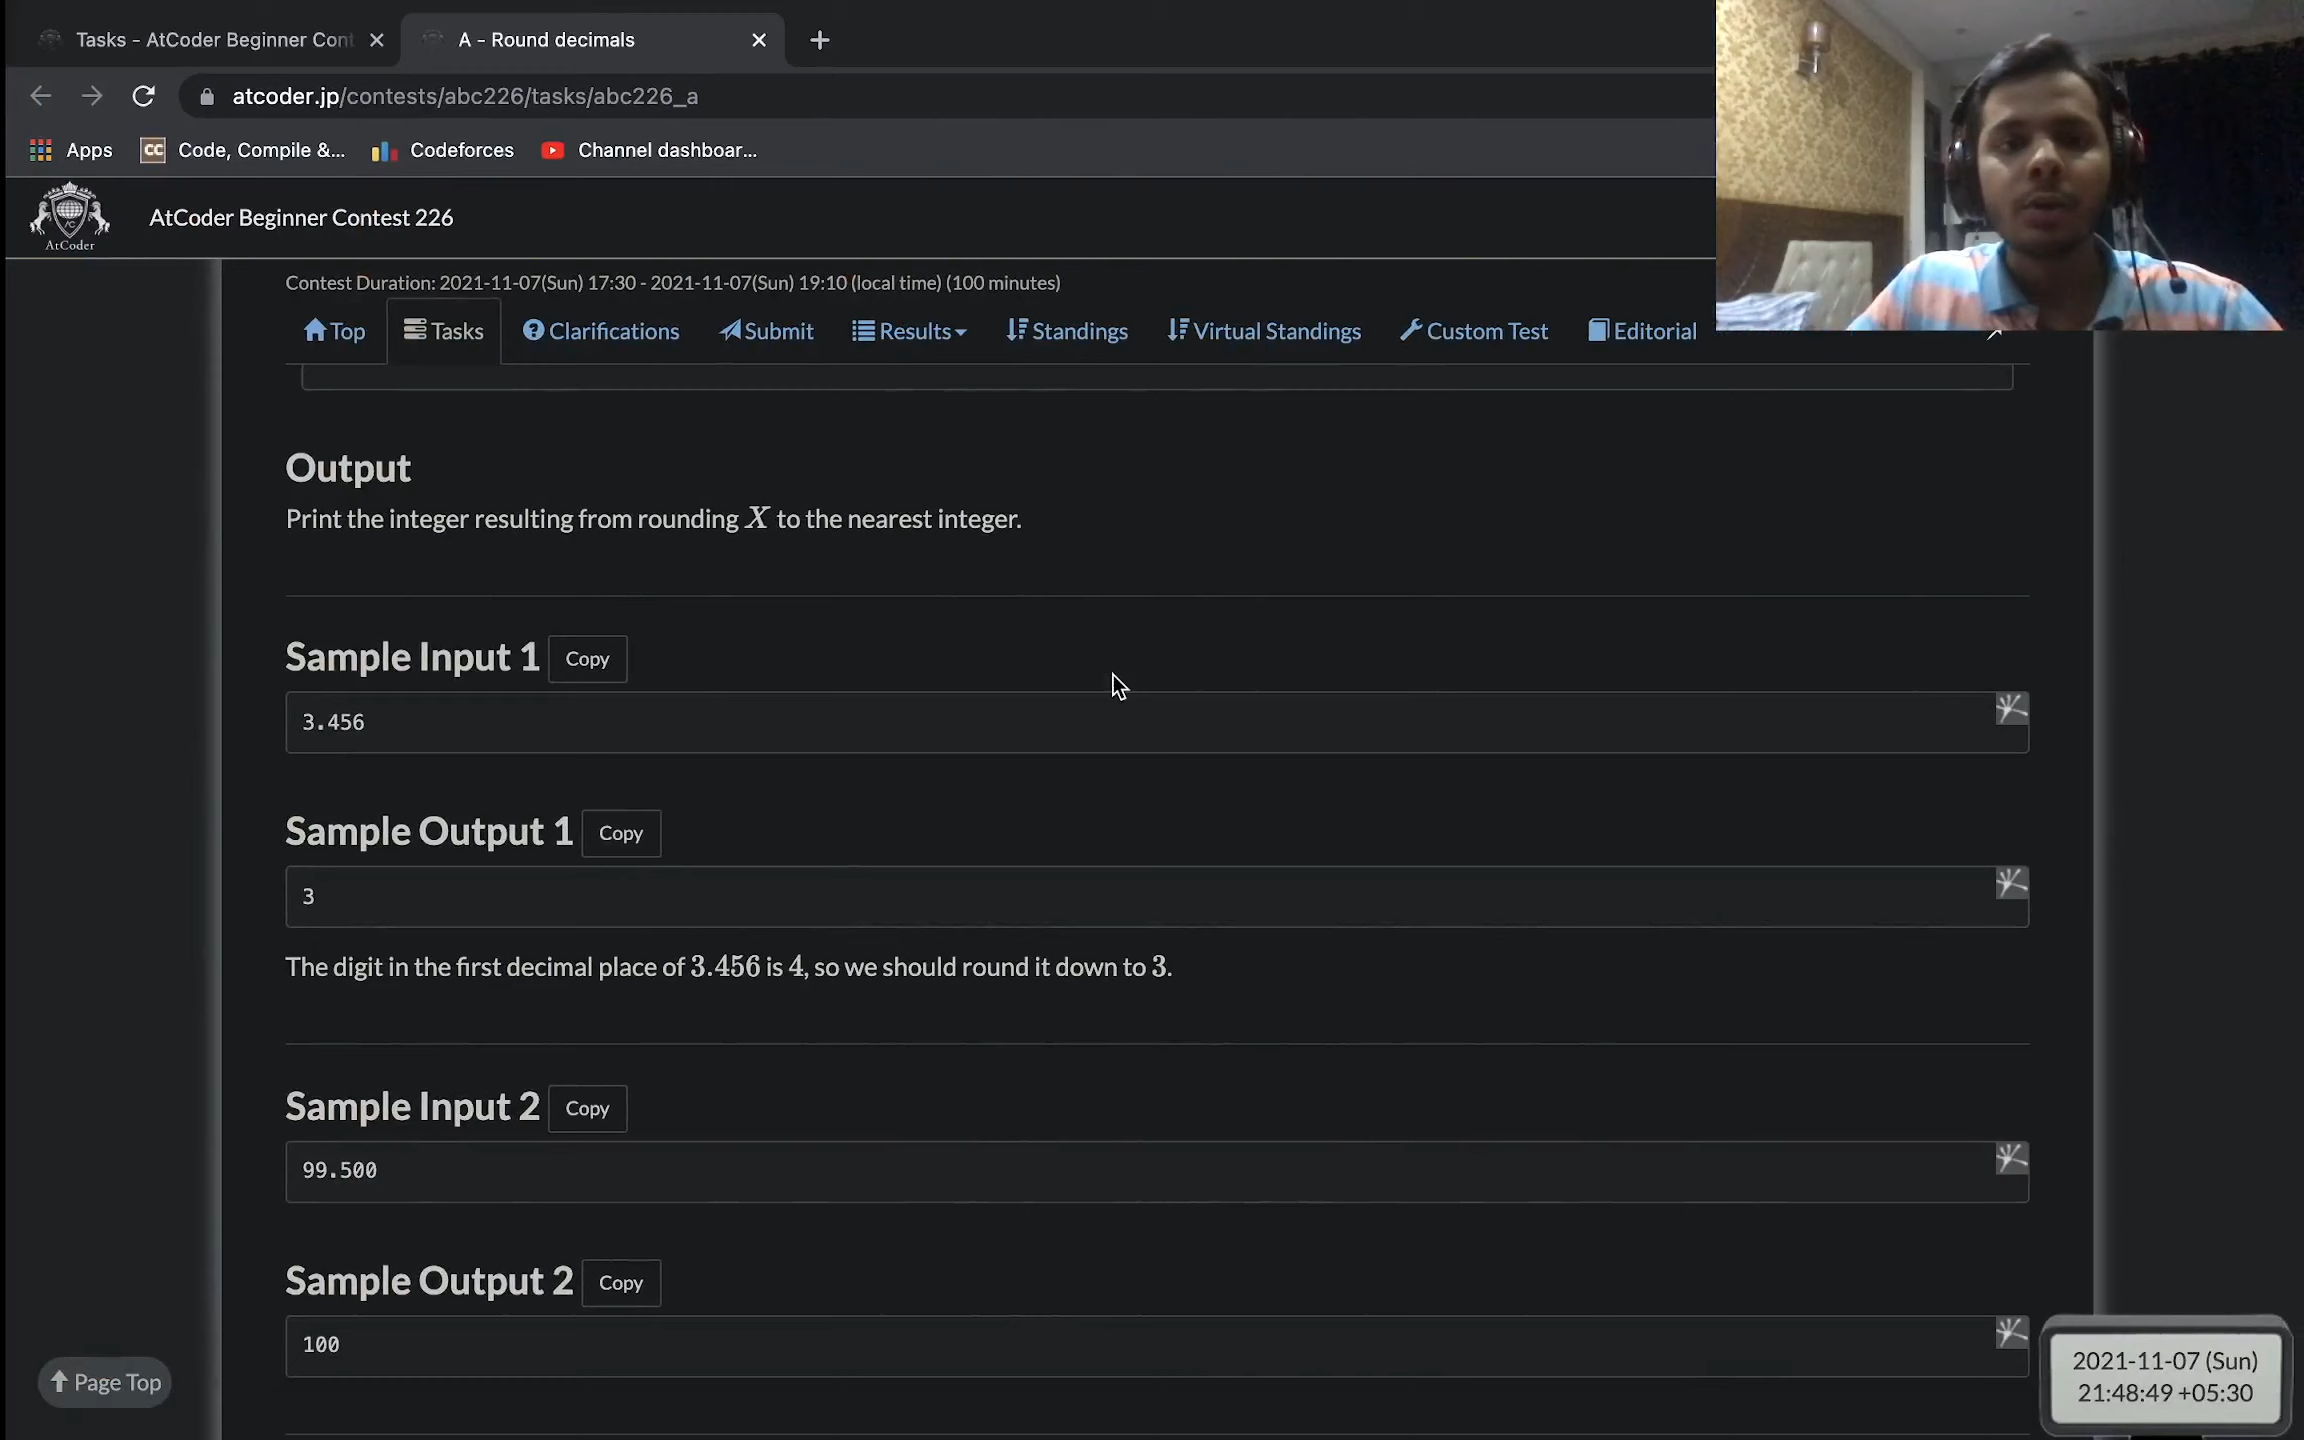 Tasks - AtCoder Beginner Cont
A - Round decimals
atcoder.jp/contests/abc226/tasks/abc226_a
Apps
CC
Code, Compile &...
Codeforces
Channel dashboar...
AtCoder
AtCoder Beginner Contest 226
Contest Duration: 2021-11-07(Sun) 17:30 - 2021-11-07(Sun) 19:10 (local time) (100 minutes)
Top
Tasks
Clarifications
Submit
Results
Standings
Virtual Standings
Custom Test
Editorial
Output
Print the integer resulting from rounding X to the nearest integer.
Sample Input 1
Copy
3.456
Sample Output 1
Copy
3
The digit in the first decimal place of 3.456 is 4, so we should round it down to 3.
Sample Input 2
Copy
99.500
Sample Output 2
Copy
100
Page Top
2021-11-07 (Sun)
21:48:49 +05:30